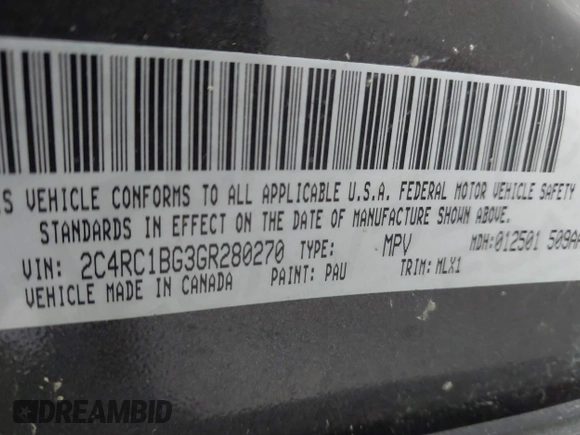 S VEHICLE CONFORMS TO ALL APPLICABLE U.S.A. FEDERAL MOTOR VEHICLE SAFETY
STANDARDS IN EFFECT ON THE DATE OF MANUFACTURE SHOWN ABOVE.
VIN: 2C4RC1BG3GR280270 TYPE: MPV MDH:012501 509A
VEHICLE MADE IN CANADA PAINT: PAU TRIM: MLX1
DREAMBID